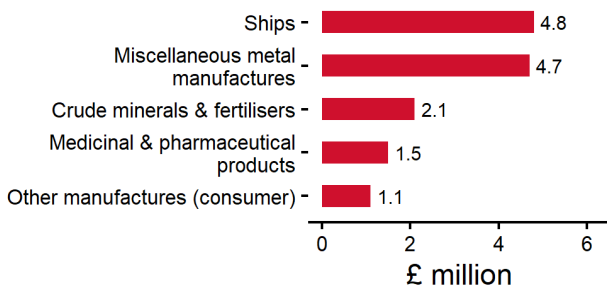 Ships
4.8
Miscellaneous metal
manufactures
4.7
Crude minerals & fertilisers
2.1
Medicinal & pharmaceutical
products
1.5
Other manufactures (consumer)
1.1
0 2 4 6
£ million